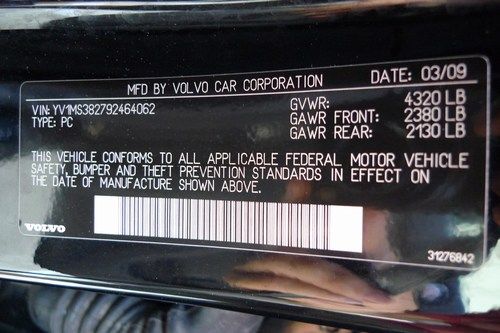 MFD BY VOLVO CAR CORPORATION DATE: 03/09
VIN: YV1MS382792464062 GVWR: 4320 LB
TYPE: PC GAWR FRONT: 2380 LB
GAWR REAR: 2130 LB
THIS VEHICLE CONFORMS TO ALL APPLICABLE FEDERAL MOTOR VEHICLE
SAFETY, BUMPER AND THEFT PREVENTION STANDARDS IN EFFECT ON
THE DATE OF MANUFACTURE SHOWN ABOVE.
VOLVO 31276842